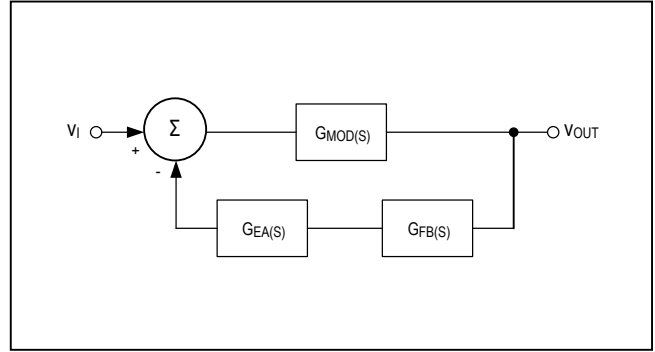 VI
+
Σ
-
GMOD(S)
VOUT
GEA(S)
GFB(S)